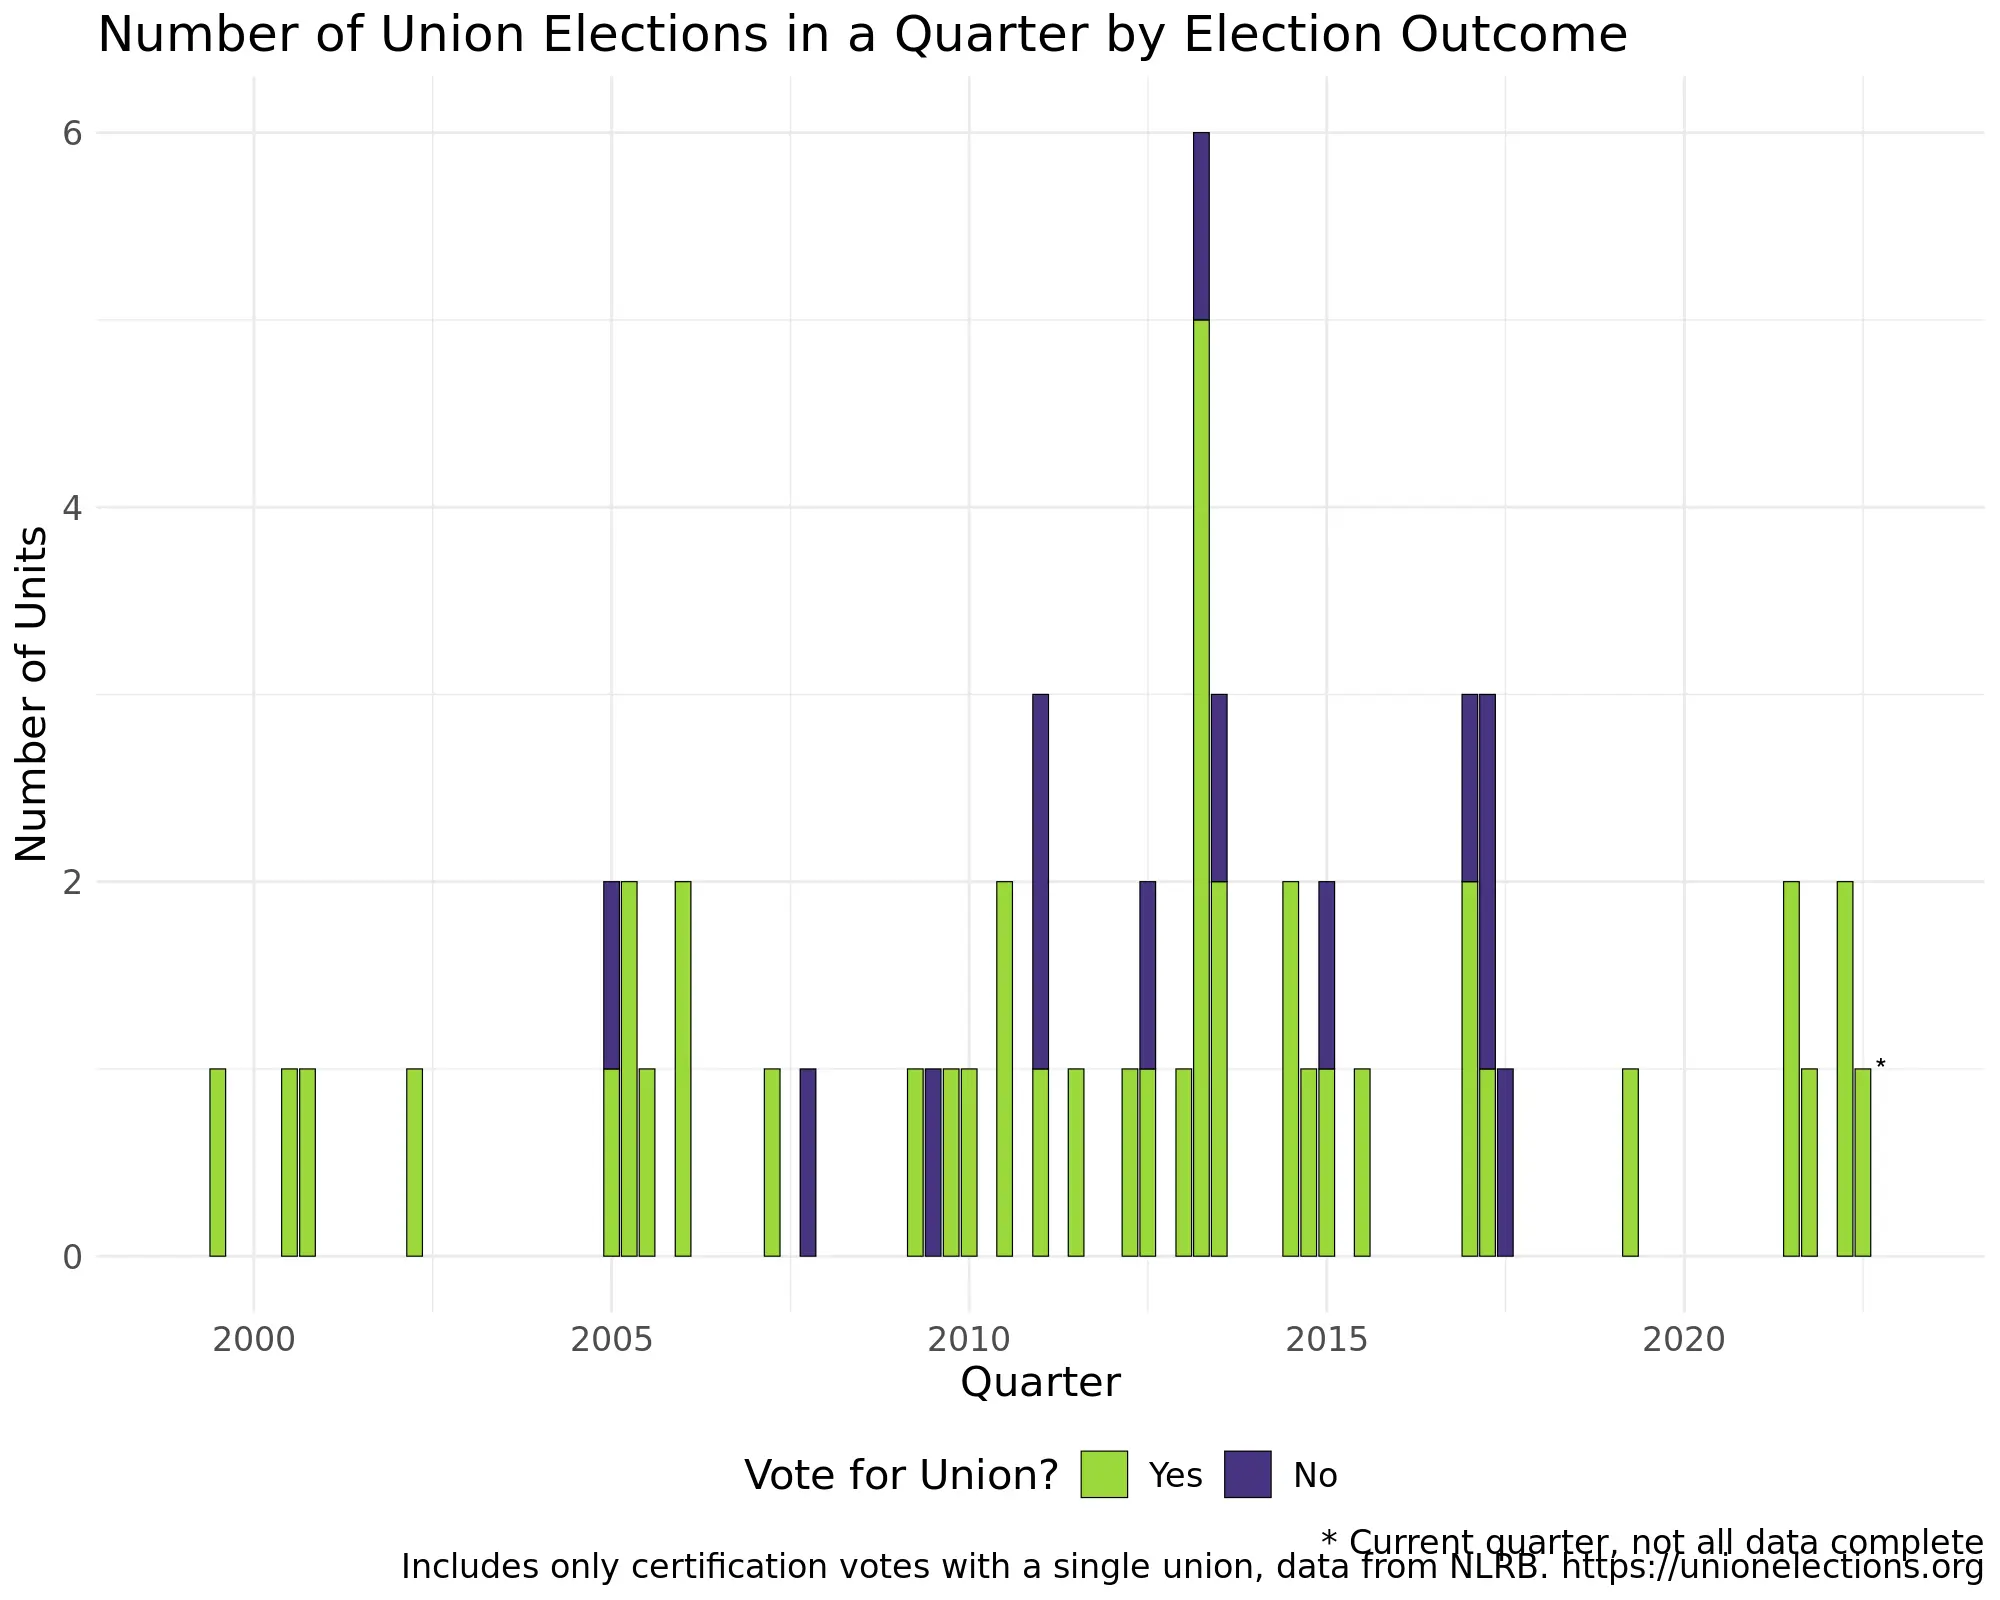 Number of Union Elections in a Quarter by Election Outcome
6
4
2
0
Number of Units
*
2000 2005 2010 2015 2020
Quarter
Vote for Union? Yes No
* Current quarter, not all data complete
Includes only certification votes with a single union, data from NLRB. https://unionelections.org